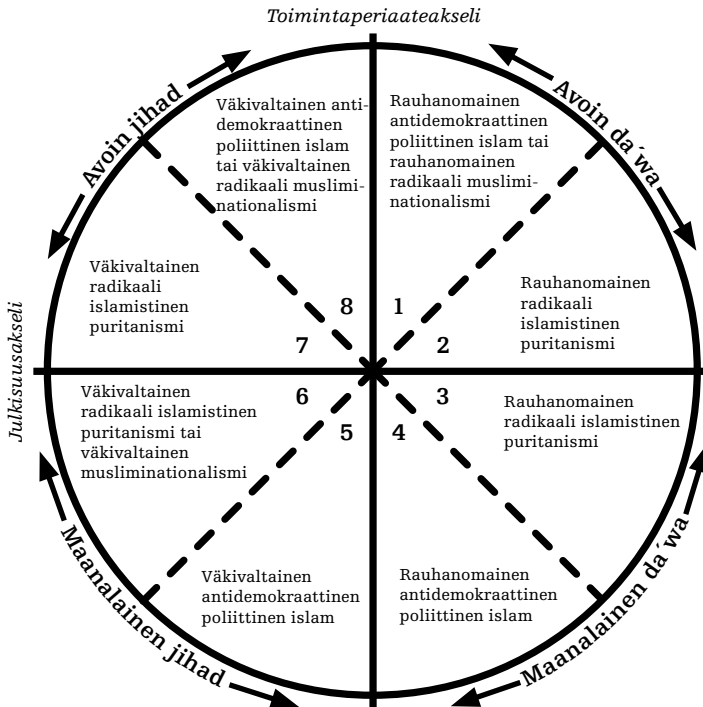 Toimintaperiaateakseli
Avoin jihad
Avoin da´wa
Väkivaltainen anti-
demokraattinen
poliittinen islam
tai väkivaltainen
radikaali muslimi-
nationalismi
Rauhanomainen
antidemokraattinen
poliittinen islam tai
rauhanomainen
radikaali muslimi-
nationalismi
Väkivaltainen
radikaali
islamistinen
puritanismi
Rauhanomainen
radikaali
islamistinen
puritanismi
8
1
7
2
Julkisuusakseli
6
3
5
4
Väkivaltainen
radikaali islamistinen
puritanismi tai
väkivaltainen
musliminationalismi
Rauhanomainen
radikaali islamistinen
puritanismi
Väkivaltainen
antidemokraattinen
poliittinen islam
Rauhanomainen
antidemokraattinen
poliittinen islam
Maanalainen jihad
Maanalainen da´wa